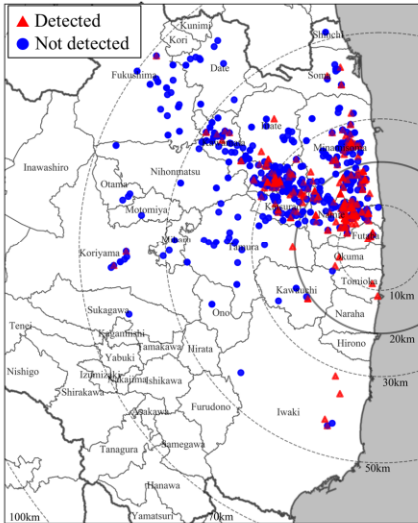 Detected
Not detected
Kunimi
Kori
Shinchi
Date
Fukushima
Soma
Inawashiro
Nihonmatsu
Otama
Motomiya
Tamura
Futaba
Okuma
Koriyama
Tomioka
Kawauchi
10km
Sukagawa
Ono
Naraha
20km
Tenei
Kagamiishi
Hirono
Tamakawa
Hirata
Yabuki
30km
Nishigo
Izumizaki
Nakajima
Ishikawa
Shirakawa
Furudono
Iwaki
Asakawa
Samegawa
Tanagura
50km
Hanawa
100km
70km
Yamatsuri